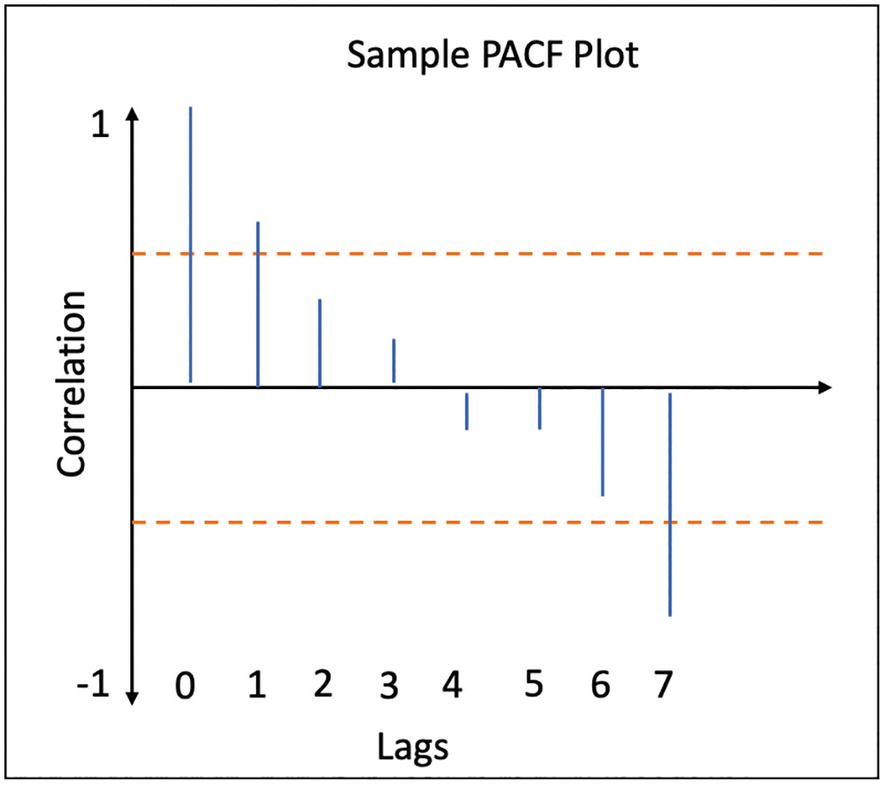 Sample PACF Plot
1
Correlation
-1
0 1 2 3 4 5 6 7
Lags